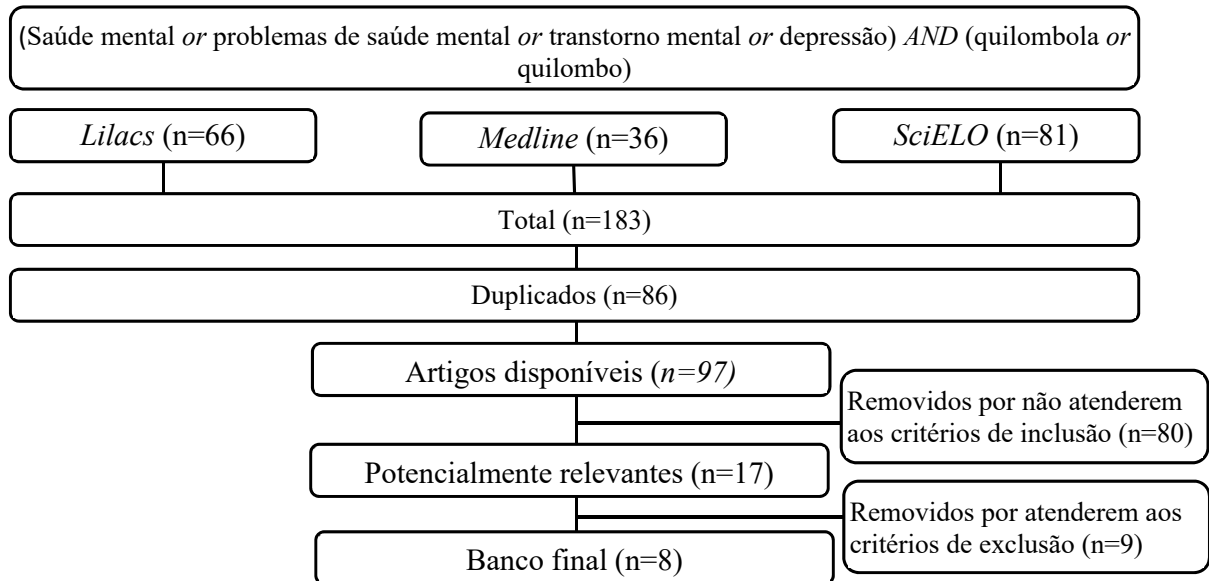 (Saúde mental or problemas de saúde mental or transtorno mental or depressão) AND (quilombola or
quilombo)
Lilacs (n=66)
Medline (n=36)
SciELO (n=81)
Total (n=183)
Duplicados (n=86)
Artigos disponíveis (n=97)
Removidos por não atenderem
aos critérios de inclusão (n=80)
Potencialmente relevantes (n=17)
Removidos por atenderem aos
critérios de exclusão (n=9)
Banco final (n=8)